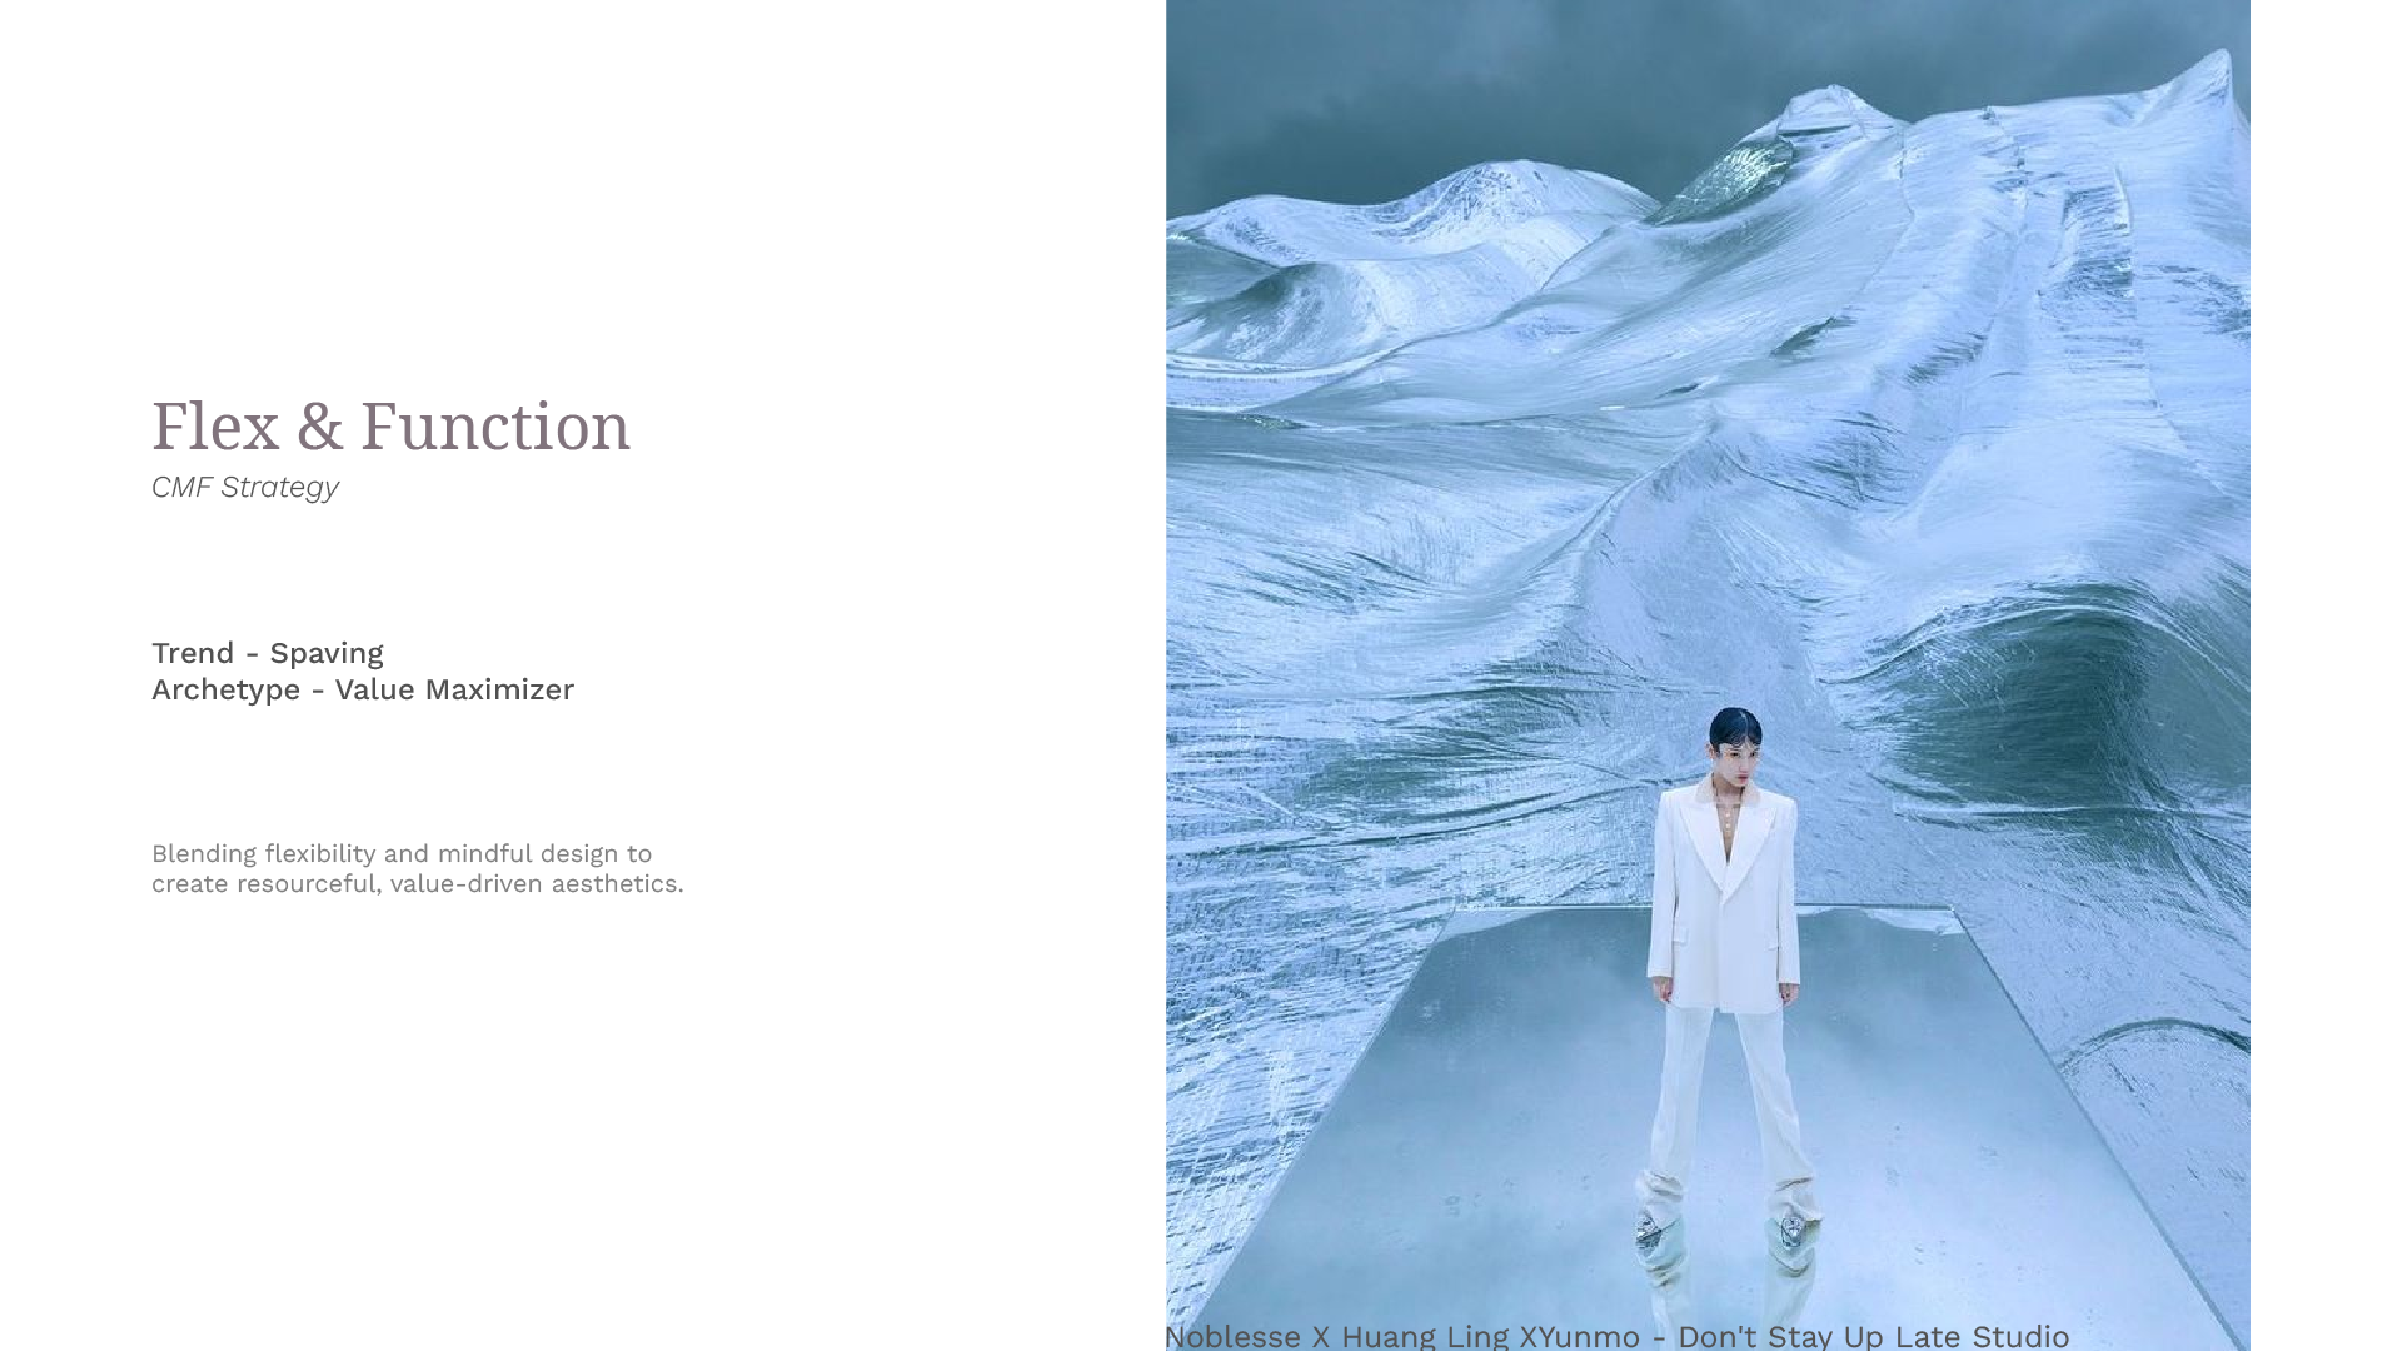 Flex & Function
CMF Strategy
Trend - Spaving
Archetype - Value Maximizer
Blending flexibility and mindful design to
create resourceful, value-driven aesthetics.
Noblesse X Huang Ling XYunmo - Don't Stay Up Late Studio